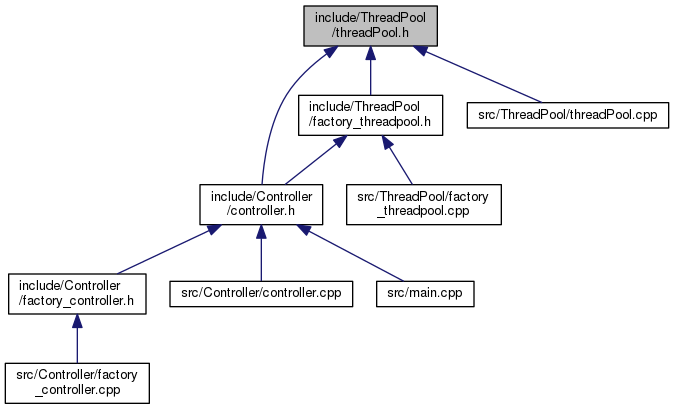 include/ThreadPool
/threadPool.h
include/ThreadPool
/factory_threadpool.h
src/ThreadPool/threadPool.cpp
include/Controller
/controller.h
src/ThreadPool/factory
_threadpool.cpp
include/Controller
/factory_controller.h
src/Controller/controller.cpp
src/main.cpp
src/Controller/factory
_controller.cpp